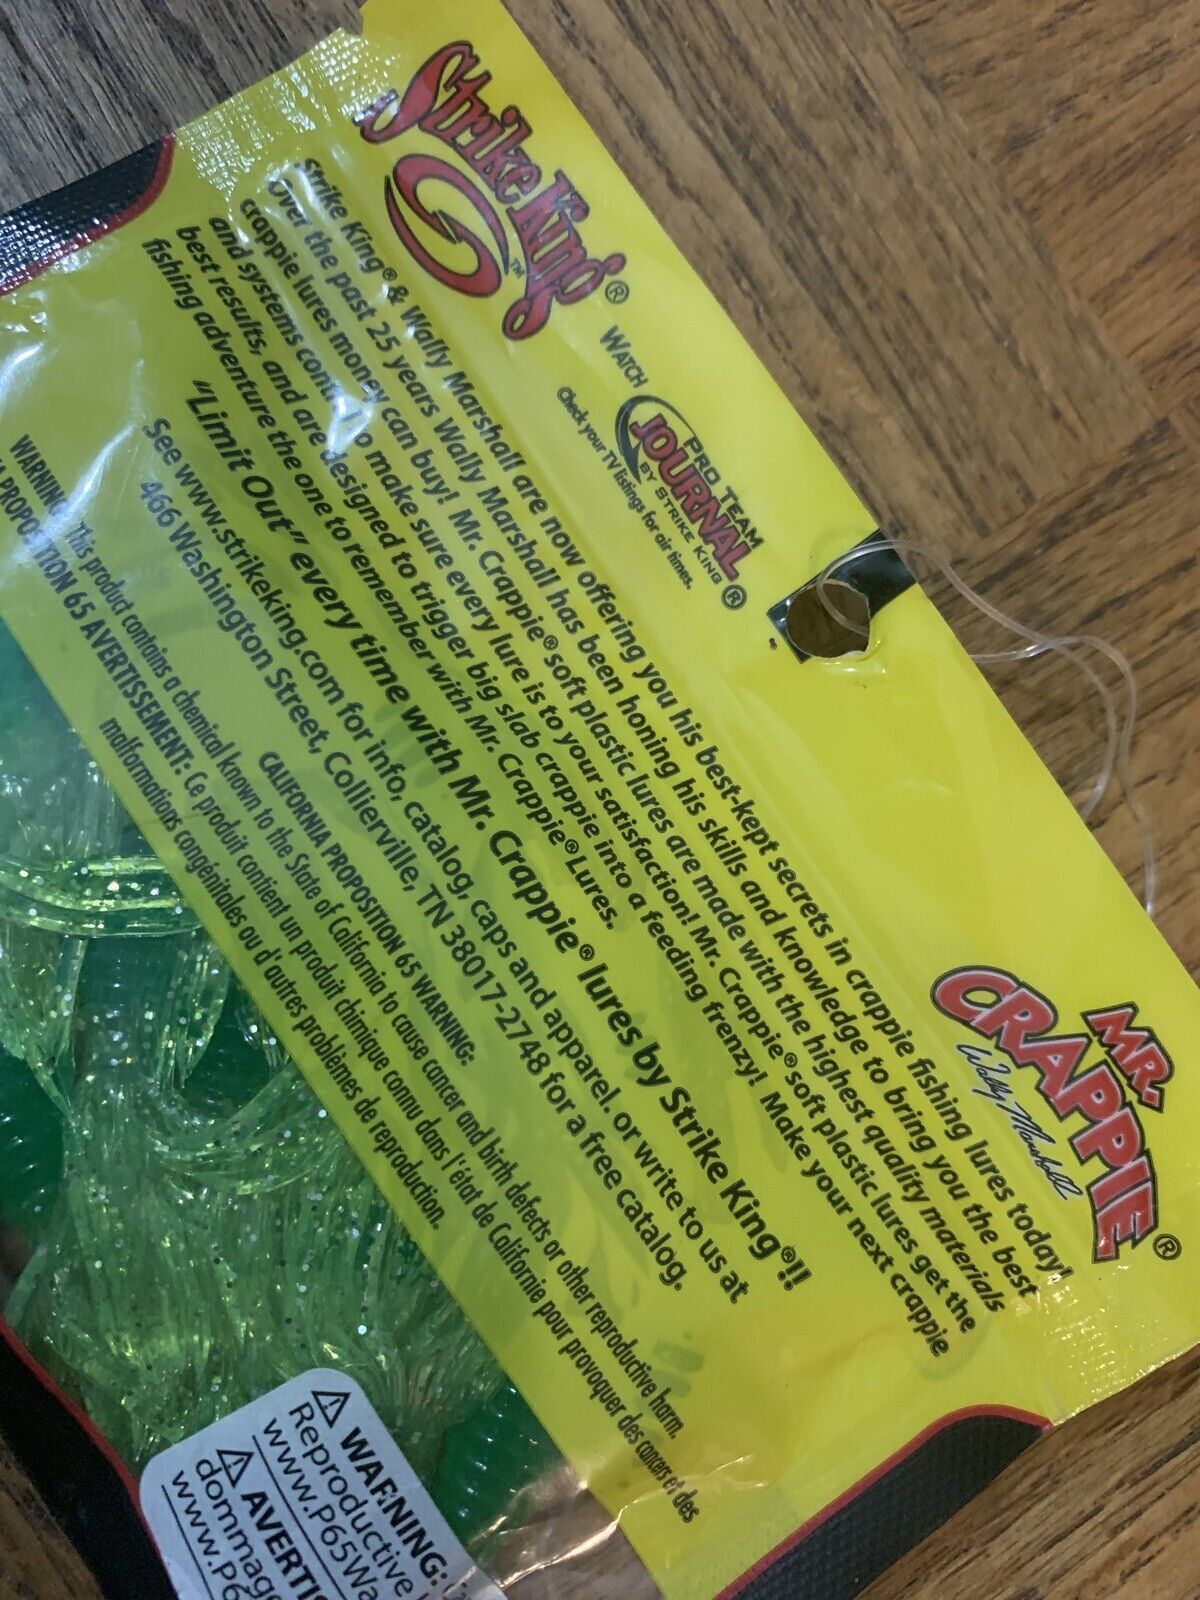 Strike King®
TM
WATCH
PRO TEAM
JOURNAL
BY STRIKE KING ®
Check your TV listings for air times.
MR.
CRAPPIE®
Wally Marshall
Strike King® & Wally Marshall are now offering you his best-kept secrets in crappie fishing lures today!
Over the past 25 years Wally Marshall has been honing his skills and knowledge to bring you the best
crappie lures money can buy! Mr. Crappie® soft plastic lures are made with the highest quality materials
and systems to make sure every lure is to your satisfaction! Mr. Crappie® soft plastic lures get the
best results, and are designed to trigger big slab crappie into a feeding frenzy! Make your next crappie
fishing adventure the one to remember with Mr. Crappie® Lures.
"Limit Out" every time with Mr. Crappie® lures by Strike King®!!
See www.strikeking.com for info, catalog, caps and apparel. or write to us at
466 Washington Street, Collierville, TN 38017-2748 for a free catalog.
CALIFORNIA PROPOSITION 65 WARNING:
WARNING: This product contains a chemical known to the State of California to cause cancer and birth defects or other reproductive harm.
PROPOSITION 65 AVERTISSEMENT: Ce produit contient un produit chimique connu dans l'état de Californie pour provoquer des cancers et des
malformations congénitales ou d'autres problèmes de reproduction.
⚠ WARNING:
Reproductive
www.P65Wa
⚠ AVERTI
dommag
www.P6